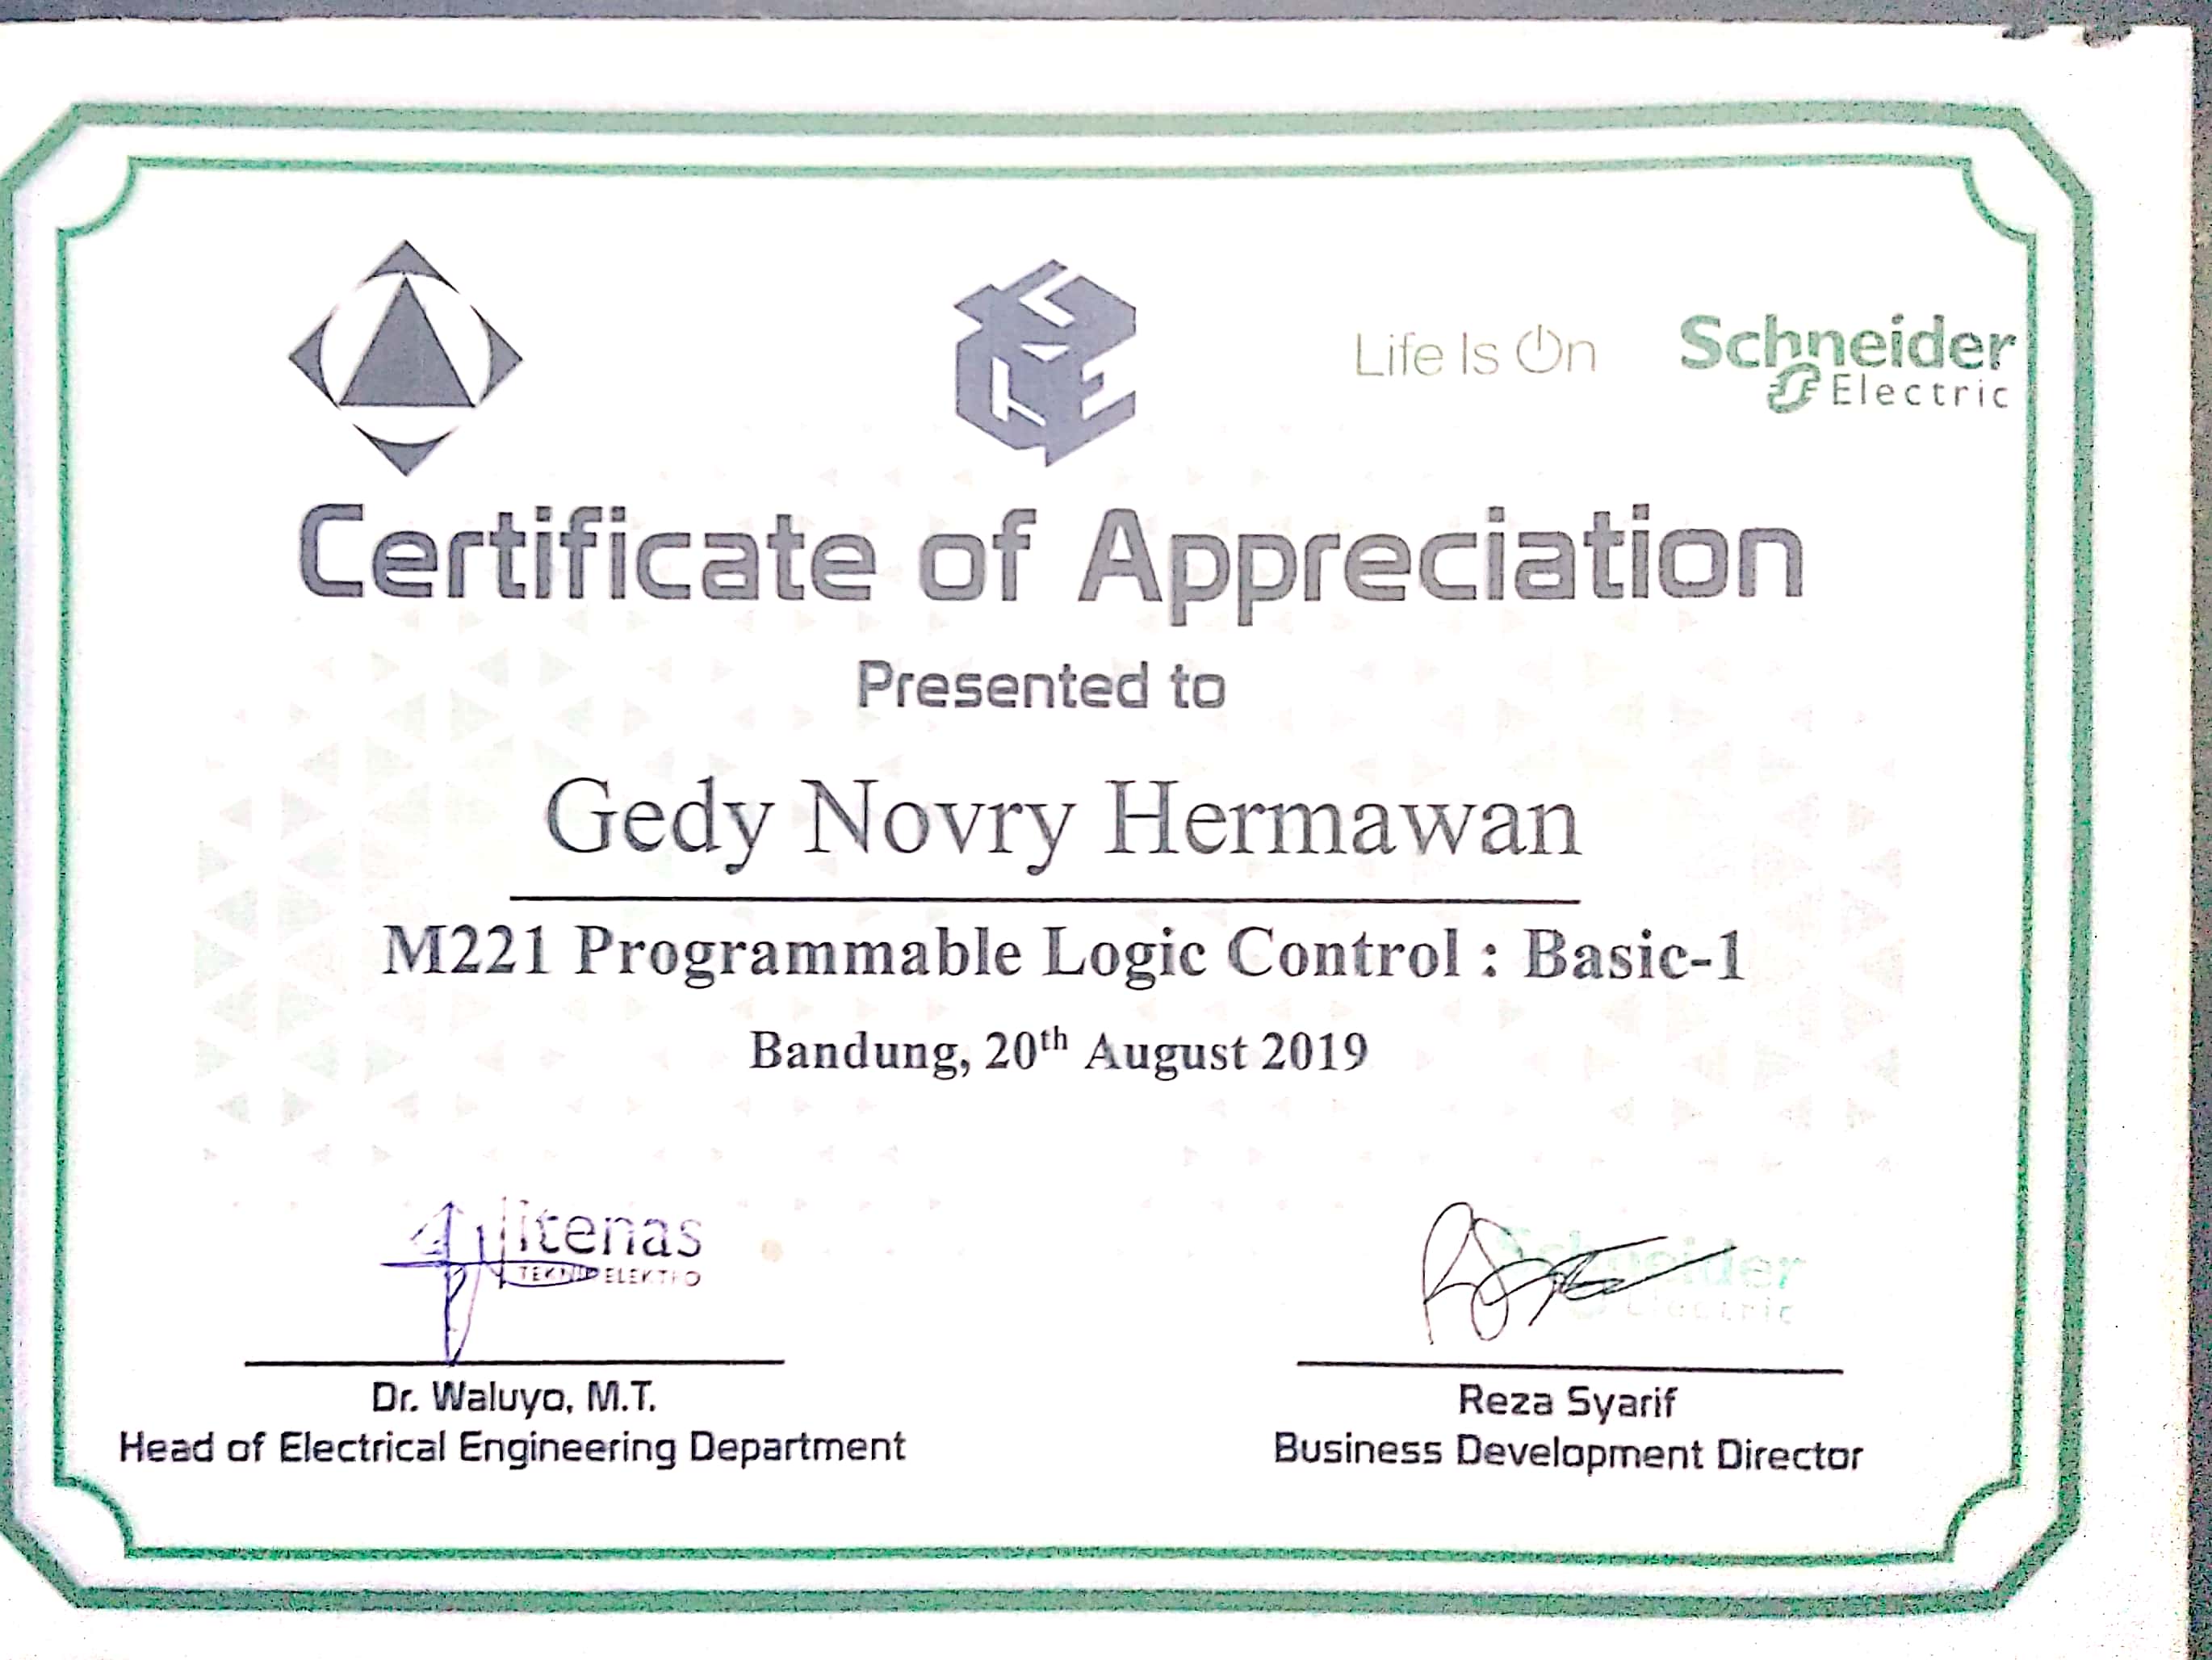 Life Is On
Schneider
Electric
Certificate of Appreciation
Presented to
Gedy Novry Hermawan
M221 Programmable Logic Control : Basic-1
Bandung, 20th August 2019
itenas
TEKNIK ELEKTRO
Schneider
Electric
Dr. Waluyo, M.T.
Head of Electrical Engineering Department
Reza Syarif
Business Development Director